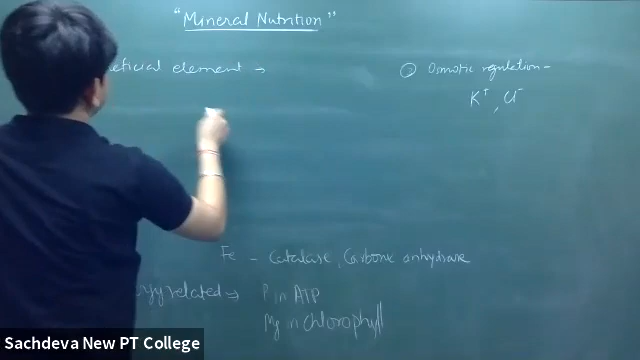 "Mineral Nutrition"
eficial element →
Osmotic regulation -
K⁺, Cl⁻
Fe - Catalase, Carbonic anhydrase
gy related ⇒ P in ATP
Mg in Chlorophyll
Sachdeva New PT College